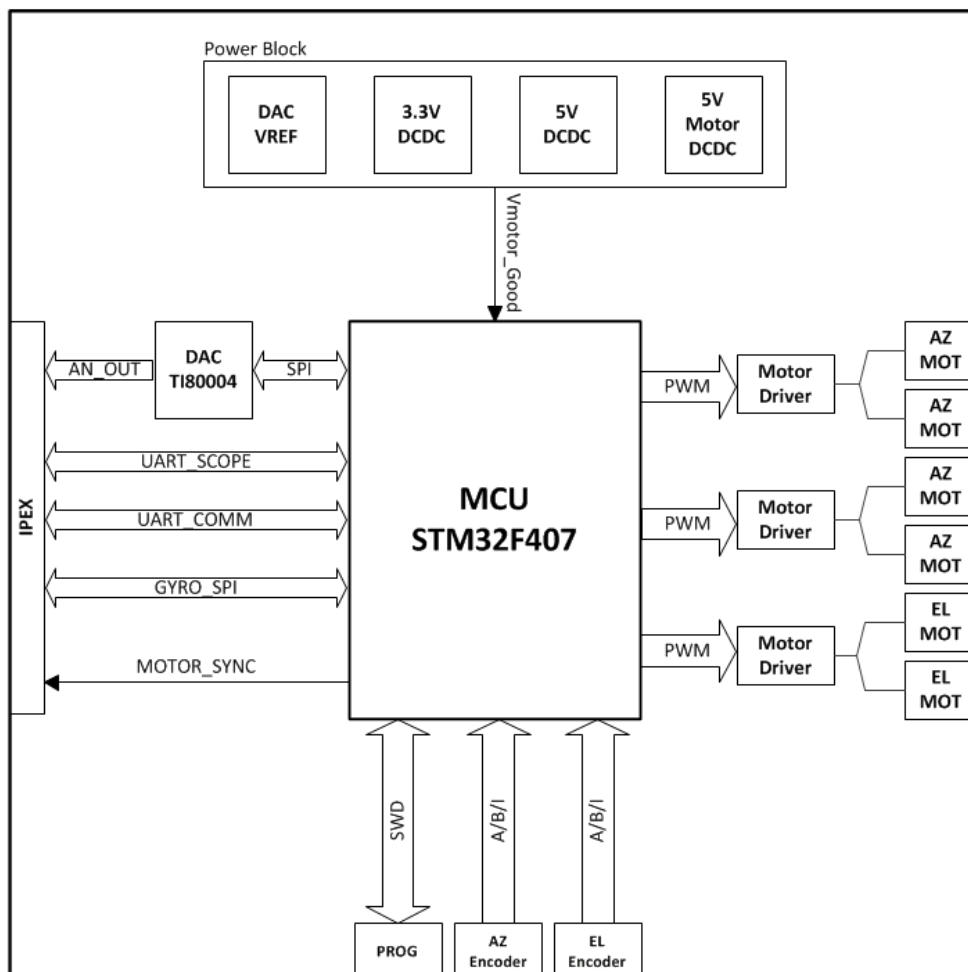 Power Block
DAC
VREF
3.3V
DCDC
5V
DCDC
5V
Motor
DCDC
Vmotor_Good
IPEX
AN_OUT
DAC
TI80004
SPI
UART_SCOPE
UART_COMM
GYRO_SPI
MOTOR_SYNC
MCU
STM32F407
PWM
Motor
Driver
AZ
MOT
AZ
MOT
PWM
Motor
Driver
AZ
MOT
AZ
MOT
PWM
Motor
Driver
EL
MOT
EL
MOT
SWD
A/B/I
A/B/I
PROG
AZ
Encoder
EL
Encoder